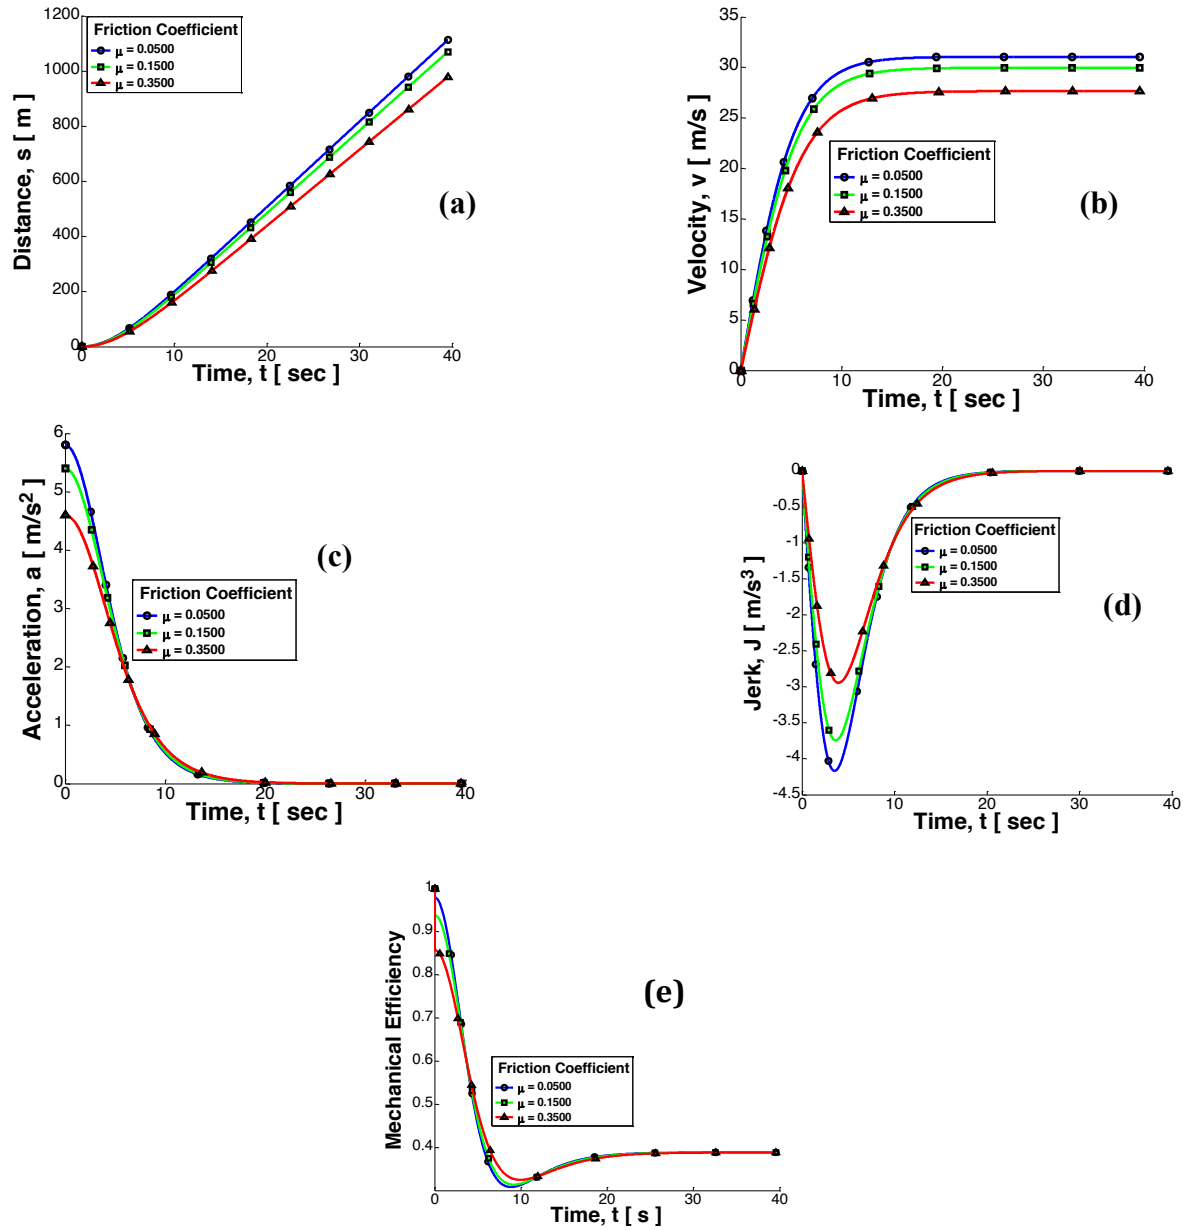 1200
1000
800
600
400
200
0
0 10 20 30 40
Distance, s [ m ]
Time, t [ sec ]
Friction Coefficient
μ = 0.0500
μ = 0.1500
μ = 0.3500
(a)
35
30
25
20
15
10
5
0
0 10 20 30 40
Velocity, v [ m/s ]
Time, t [ sec ]
Friction Coefficient
μ = 0.0500
μ = 0.1500
μ = 0.3500
(b)
6
5
4
3
2
1
0
0 10 20 30 40
Acceleration, a [ m/s²]
Time, t [ sec ]
Friction Coefficient
μ = 0.0500
μ = 0.1500
μ = 0.3500
(c)
0
-0.5
-1
-1.5
-2
-2.5
-3
-3.5
-4
-4.5
0 10 20 30 40
Jerk, J [ m/s³]
Time, t [ sec ]
Friction Coefficient
μ = 0.0500
μ = 0.1500
μ = 0.3500
(d)
1
0.9
0.8
0.7
0.6
0.5
0.4
0 10 20 30 40
Mechanical Efficiency
Time, t [ s ]
Friction Coefficient
μ = 0.0500
μ = 0.1500
μ = 0.3500
(e)